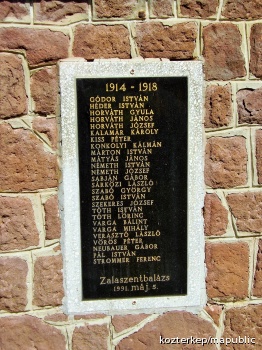 1914 - 1918
GÓDOR ISTVÁN
HÉDER ISTVÁN
HORVÁTH GYULA
HORVÁTH JÁNOS
HORVÁTH JÓZSEF
KALAMÁR KÁROLY
KISS PÉTER
KONKOLYI KÁLMÁN
MÁRTON ISTVÁN
MÁTYÁS JÁNOS
NÉMETH ISTVÁN
NÉMETH JÓZSEF
SABJÁN GÁBOR
SÁRKÖZI LÁSZLÓ
SZABÓ GYÖRGY
SZABÓ ISTVÁN
SZEKERES JÓZSEF
TÓTH ISTVÁN
TÓTH LŐRINC
VARGA BÁLINT
VARGA MIHÁLY
VERASZTÓ LÁSZLÓ
VÖRÖS PÉTER
NEUBAUER GÁBOR
PÁL ISTVÁN
STROMMER FERENC
Zalaszentbalázs
1991. máj. 5.
kozterkep/mapublic